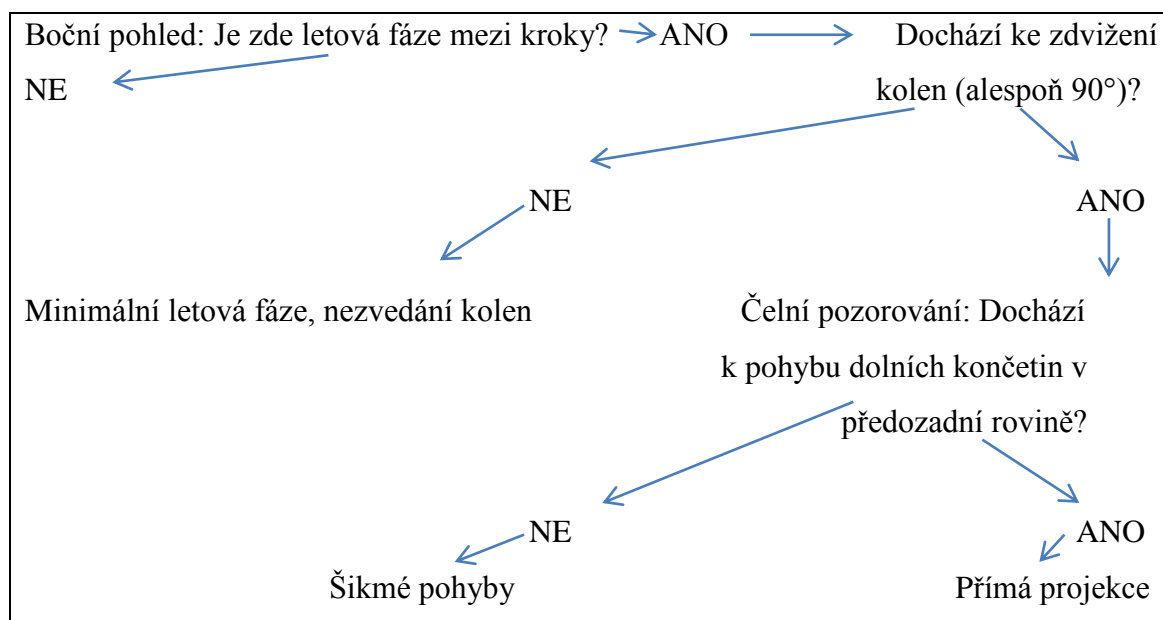 Boční pohled: Je zde letová fáze mezi kroky? ANO Dochází ke zdvižení
NE kolen (alespoň 90°)?
NE ANO
Minimální letová fáze, nezvedání kolen Čelní pozorování: Dochází
k pohybu dolních končetin v
předozadní rovině?
NE ANO
Šikmé pohyby Přímá projekce